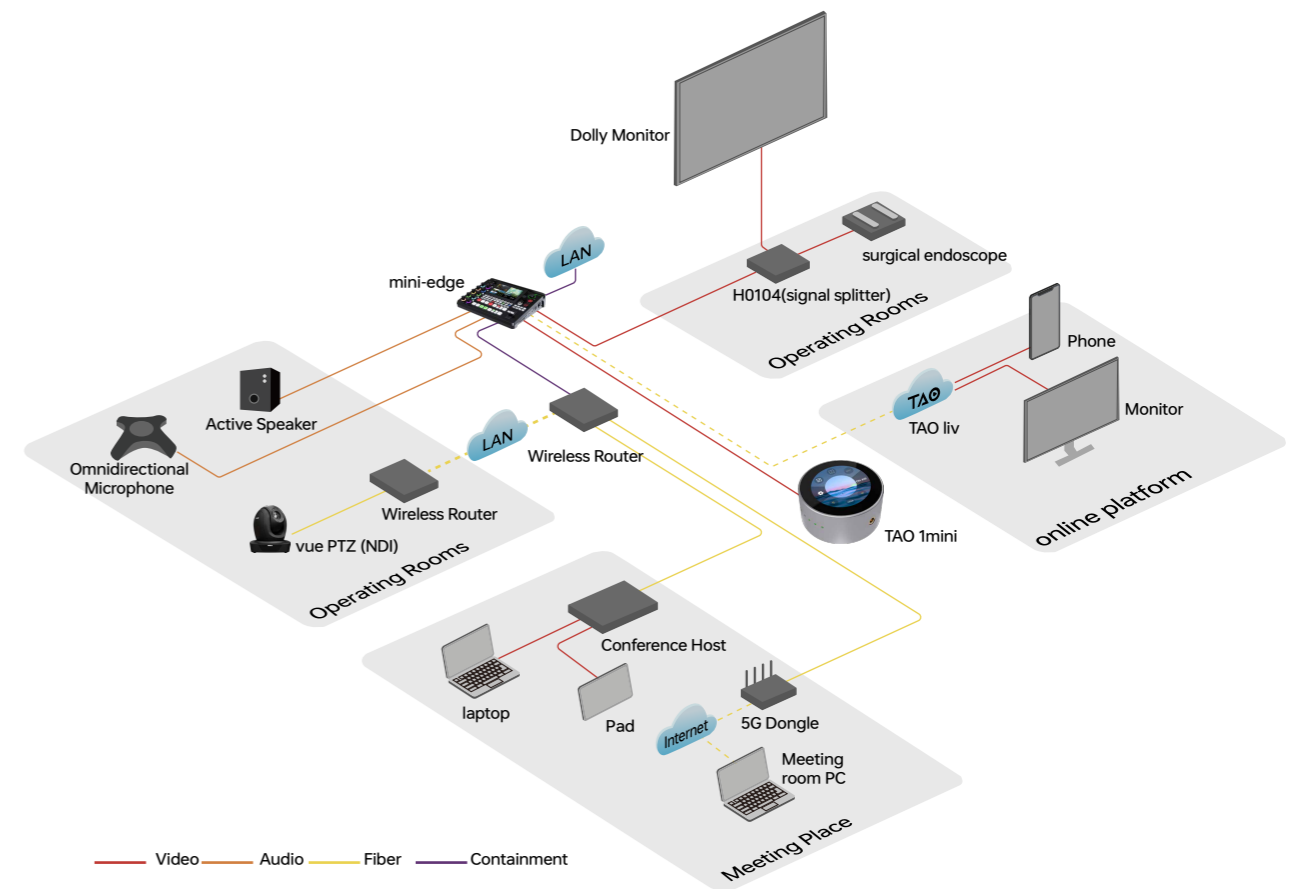 Dolly Monitor
surgical endoscope
LAN
mini-edge
H0104(signal splitter)
Operating Rooms
Phone
TAO
TAO liv
Monitor
online platform
Active Speaker
Omnidirectional
Microphone
LAN
Wireless Router
Wireless Router
vue PTZ (NDI)
Operating Rooms
TAO 1mini
Conference Host
laptop
Pad
5G Dongle
Internet
Meeting
room PC
Meeting Place
Video Audio Fiber Containment